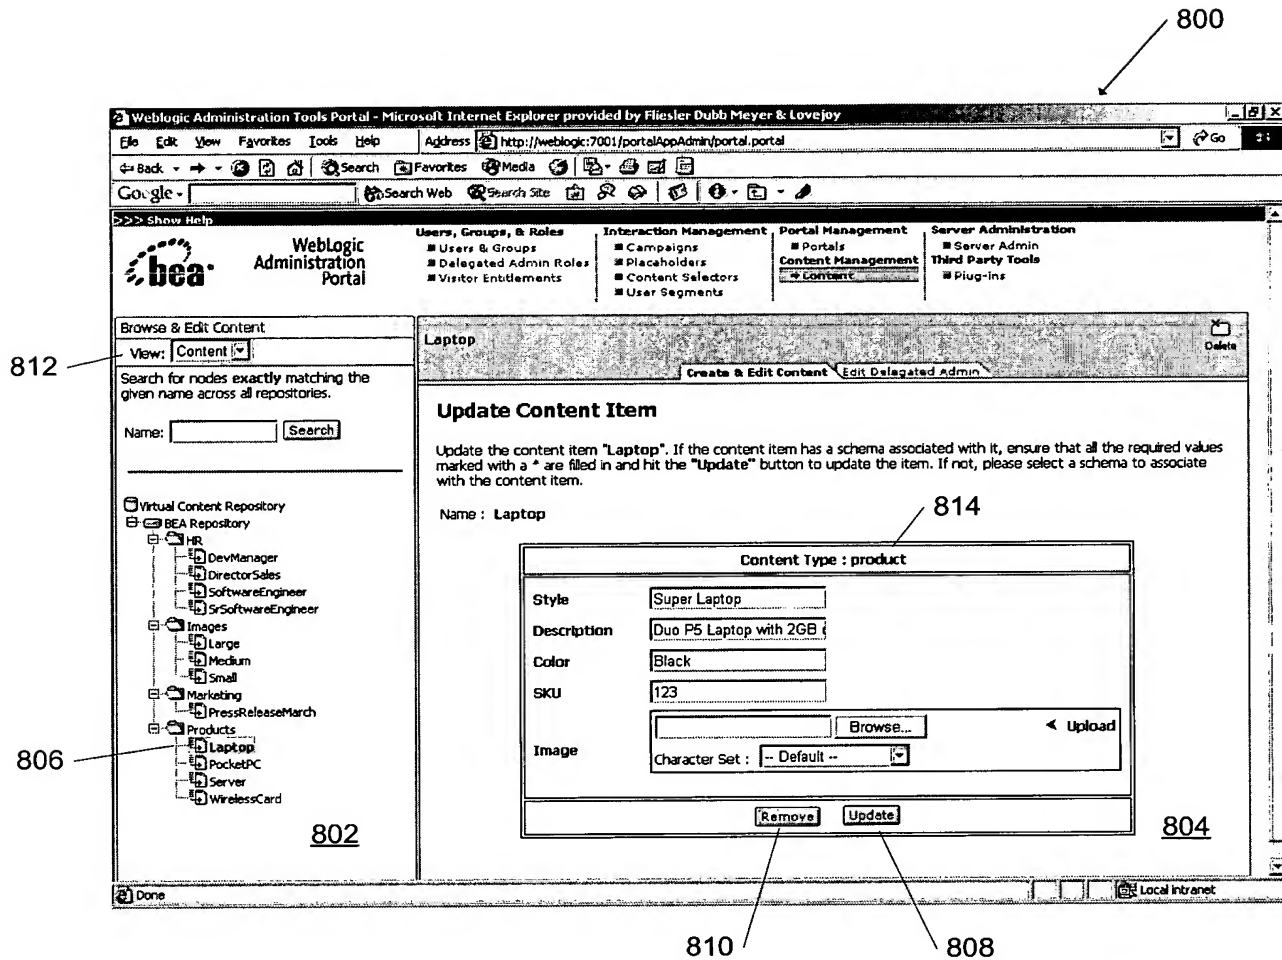 800
Weblogic Administration Tools Portal - Microsoft Internet Explorer provided by Fliesler Dubb Meyer & Lovejoy
File Edit View Favorites Tools Help Address http://weblogic:7001/portalAppAdmin/portal.portal Go
Back Search Favorites Media
Google Search Web Search Site
>>> Show Help
bea WebLogic Administration Portal
Users, Groups, & Roles
Users & Groups
Delegated Admin Roles
Visitor Entitlements
Interaction Management
Campaigns
Placeholders
Content Selectors
User Segments
Portal Management
Portals
Content Management
Content
Server Administration
Server Admin
Third Party Tools
Plug-ins
Browse & Edit Content
812
View: Content
Search for nodes exactly matching the
given name across all repositories.
Name: Search
Virtual Content Repository
BEA Repository
HR
DevManager
DirectorSales
SoftwareEngineer
SrSoftwareEngineer
Images
Large
Medium
Small
Marketing
PressReleaseMarch
Products
Laptop
806
PocketPC
Server
WirelessCard
802
Laptop
Delete
Create & Edit Content Edit Delegated Admin
Update Content Item
Update the content item "Laptop". If the content item has a schema associated with it, ensure that all the required values
marked with a * are filled in and hit the "Update" button to update the item. If not, please select a schema to associate
with the content item.
Name : Laptop
814
Content Type : product
Style Super Laptop
Description Duo P5 Laptop with 2GB
Color Black
SKU 123
Browse... Upload
Image
Character Set : -- Default --
Remove Update
804
Done Local intranet
810 808